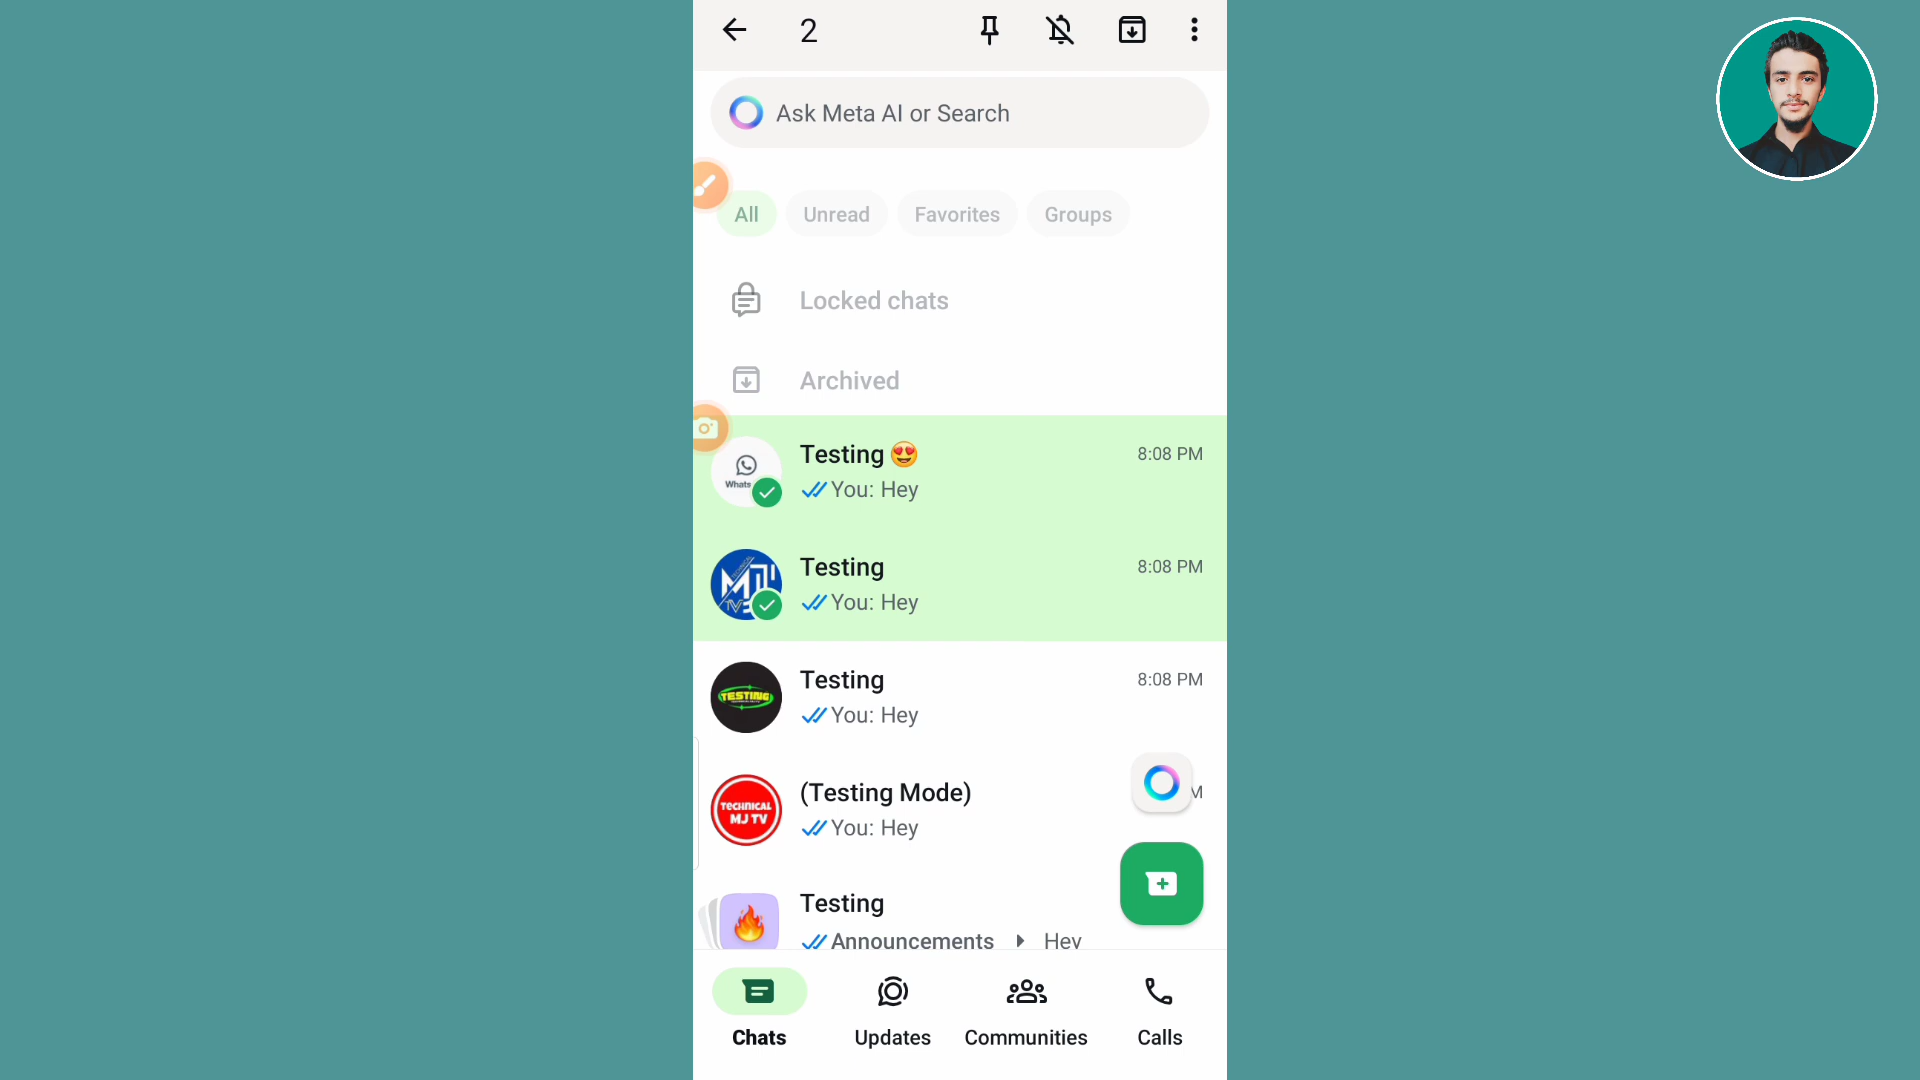 2
Ask Meta AI or Search
All Unread Favorites Groups
Locked chats
Archived
Testing 😍 8:08 PM
Whats
You: Hey
Testing 8:08 PM
You: Hey
Testing 8:08 PM
TESTING
You: Hey
(Testing Mode) M
TECHNICAL
MJ TV
You: Hey
Testing
Announcements Hey
Chats Updates Communities Calls